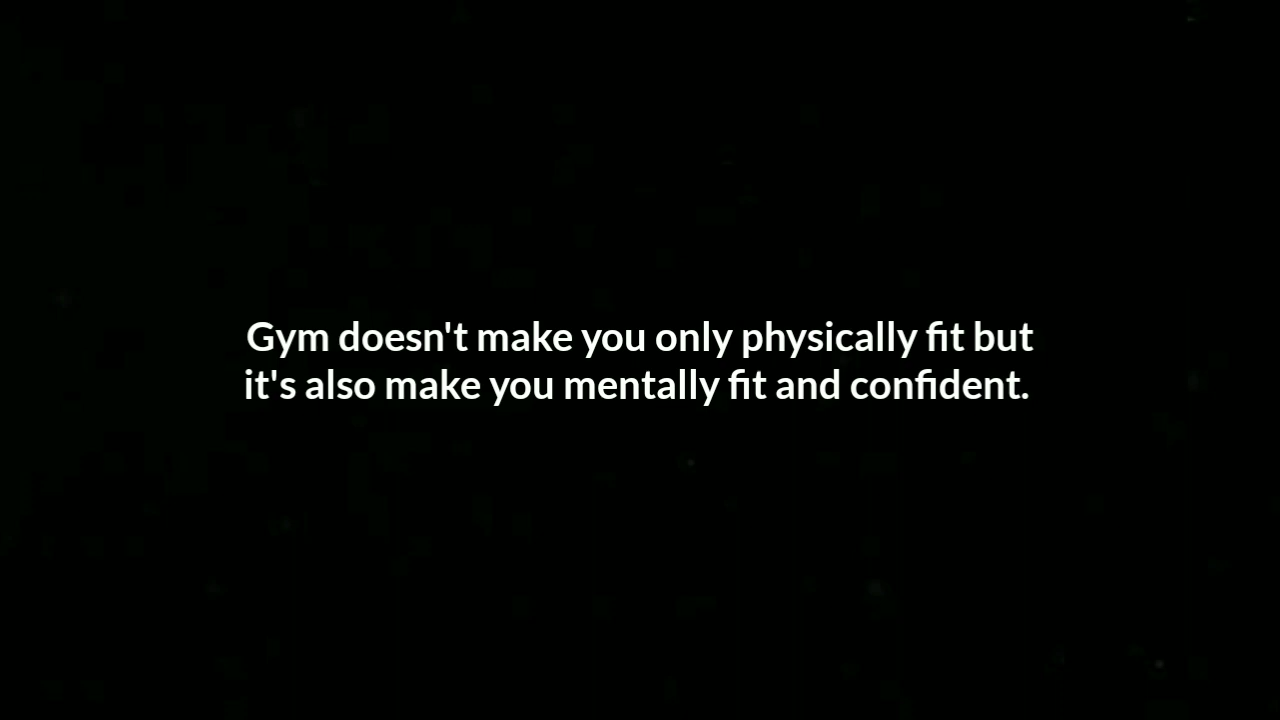 Gym doesn't make you only physically fit but
it's also make you mentally fit and confident.